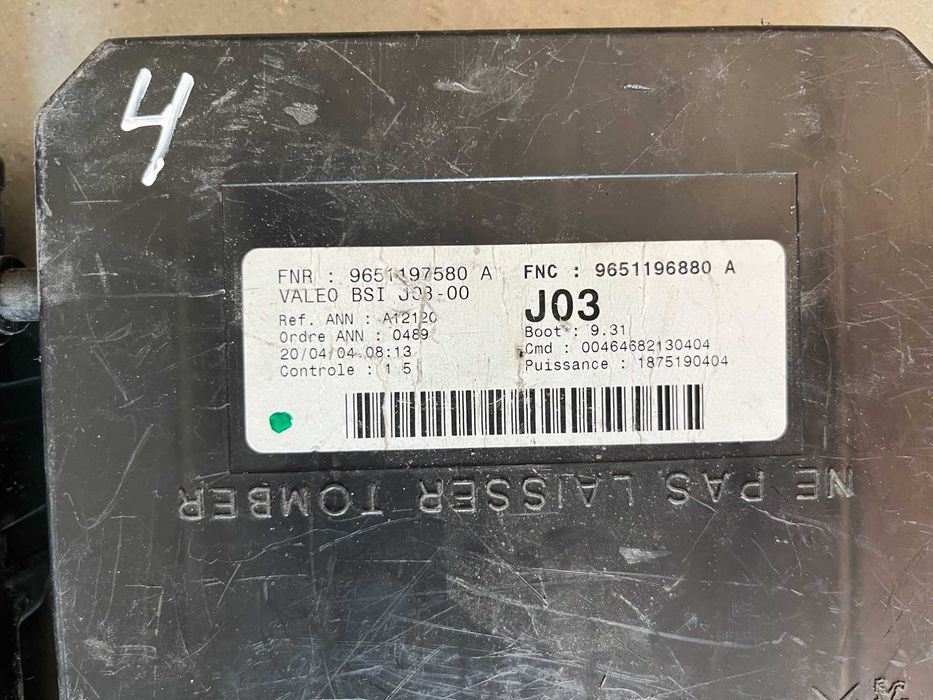 4
FNR : 9651197580 A
VALEO BSI J03-00
Ref. ANN : A12120
Ordre ANN : 0489
20/04/04 08:13
Controle : 1 5
FNC : 9651196880 A
J03
Boot : 9.31
Cmd : 00464682130404
Puissance : 1875190404
NE PAS LAISSER TOMBER